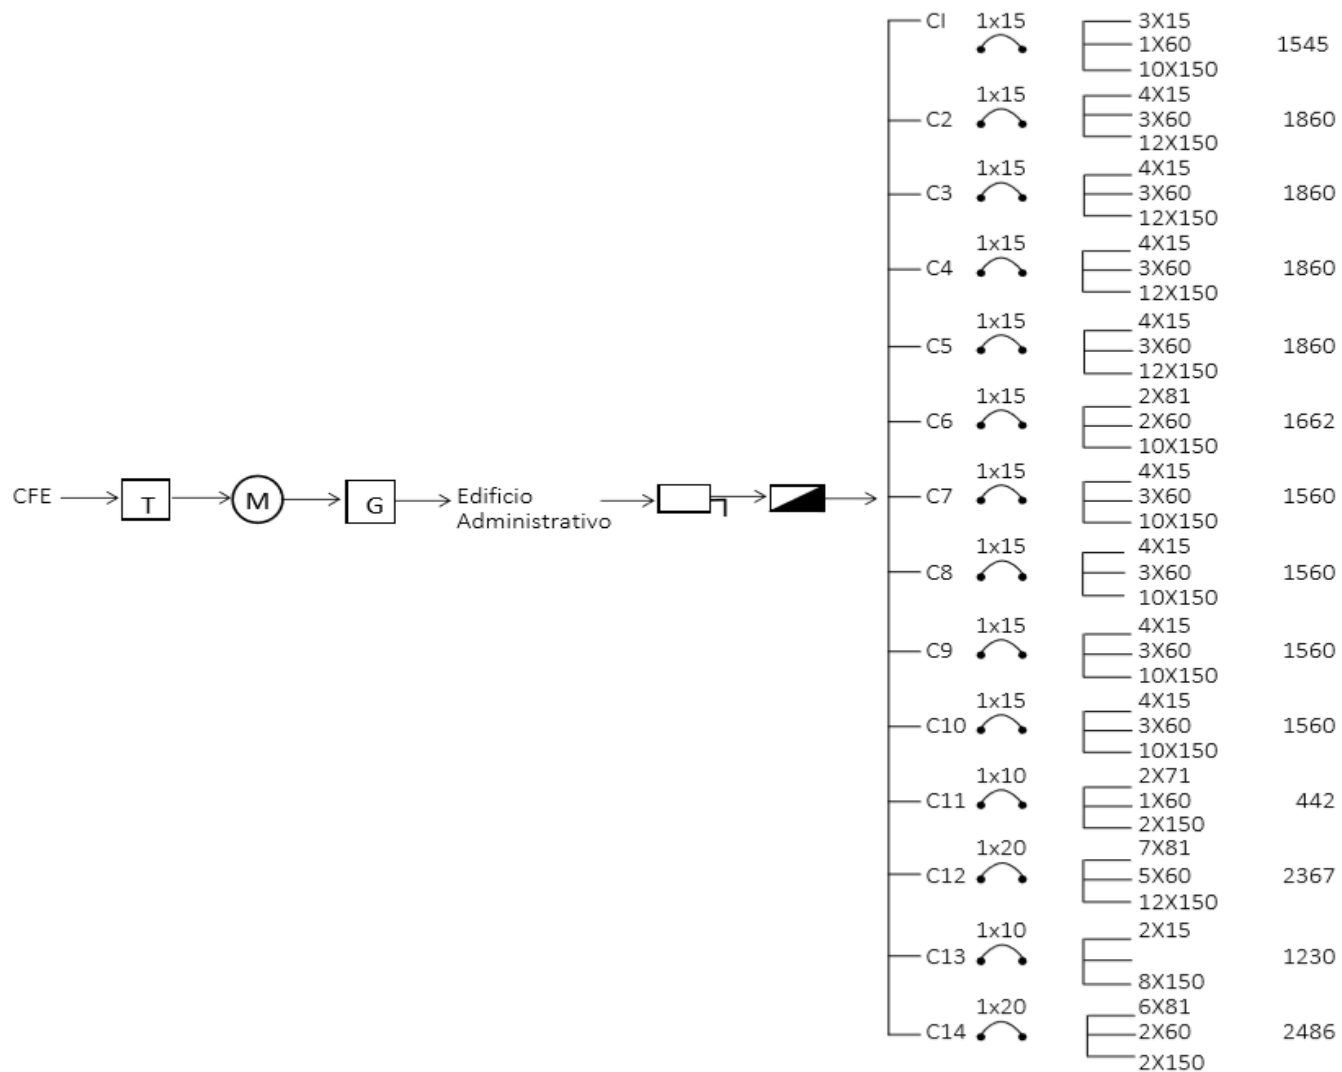 CI 1x15 3X15
1X60 1545
10X150
1x15 4X15
C2 3X60 1860
12X150
1x15 4X15
C3 3X60 1860
12X150
1x15 4X15
C4 3X60 1860
12X150
1x15 4X15
C5 3X60 1860
12X150
1x15 2X81
C6 2X60 1662
10X150
CFE T M G Edificio
Administrativo
1x15 4X15
C7 3X60 1560
10X150
1x15 4X15
C8 3X60 1560
10X150
1x15 4X15
C9 3X60 1560
10X150
1x15 4X15
C10 3X60 1560
10X150
1x10 2X71
C11 1X60 442
2X150
1x20 7X81
C12 5X60 2367
12X150
1x10 2X15
C13 1230
8X150
1x20 6X81
C14 2X60 2486
2X150